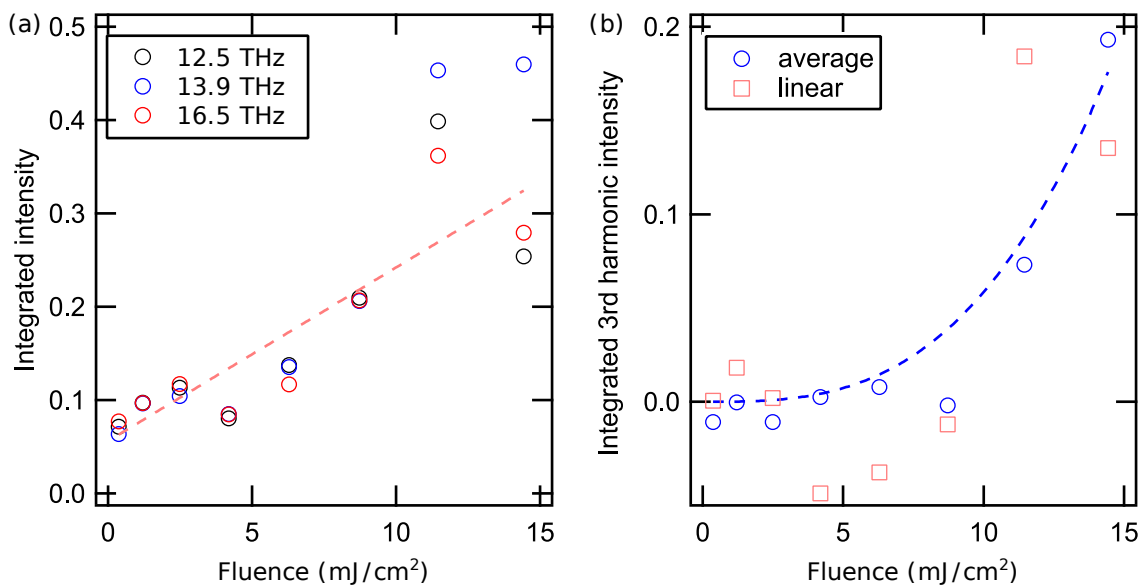 (a)
12.5 THz
13.9 THz
16.5 THz
Integrated intensity
0.5
0.4
0.3
0.2
0.1
0.0
0
5
10
15
Fluence (mJ/cm²)
(b)
average
linear
Integrated 3rd harmonic intensity
0.2
0.1
0.0
0
5
10
15
Fluence (mJ/cm²)